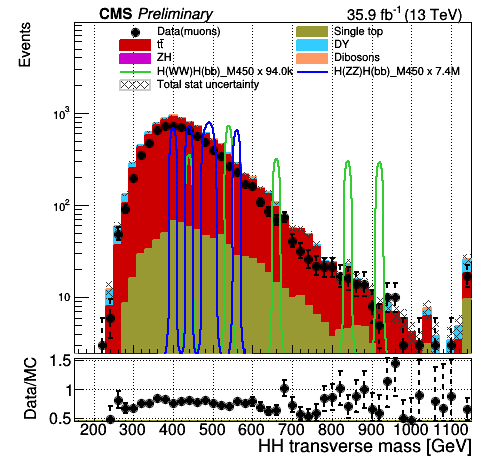 CMS Preliminary 35.9 fb⁻¹ (13 TeV)
Data(muons) Single top
tt̄ DY
ZH Dibosons
H(WW)H(bb)_M450 x 94.0k H(ZZ)H(bb)_M450 x 7.4M
Total stat uncertainty
Events
10³
10²
10
Data/MC
1.5
1
0.5
200 300 400 500 600 700 800 900 1000 1100
HH transverse mass [GeV]